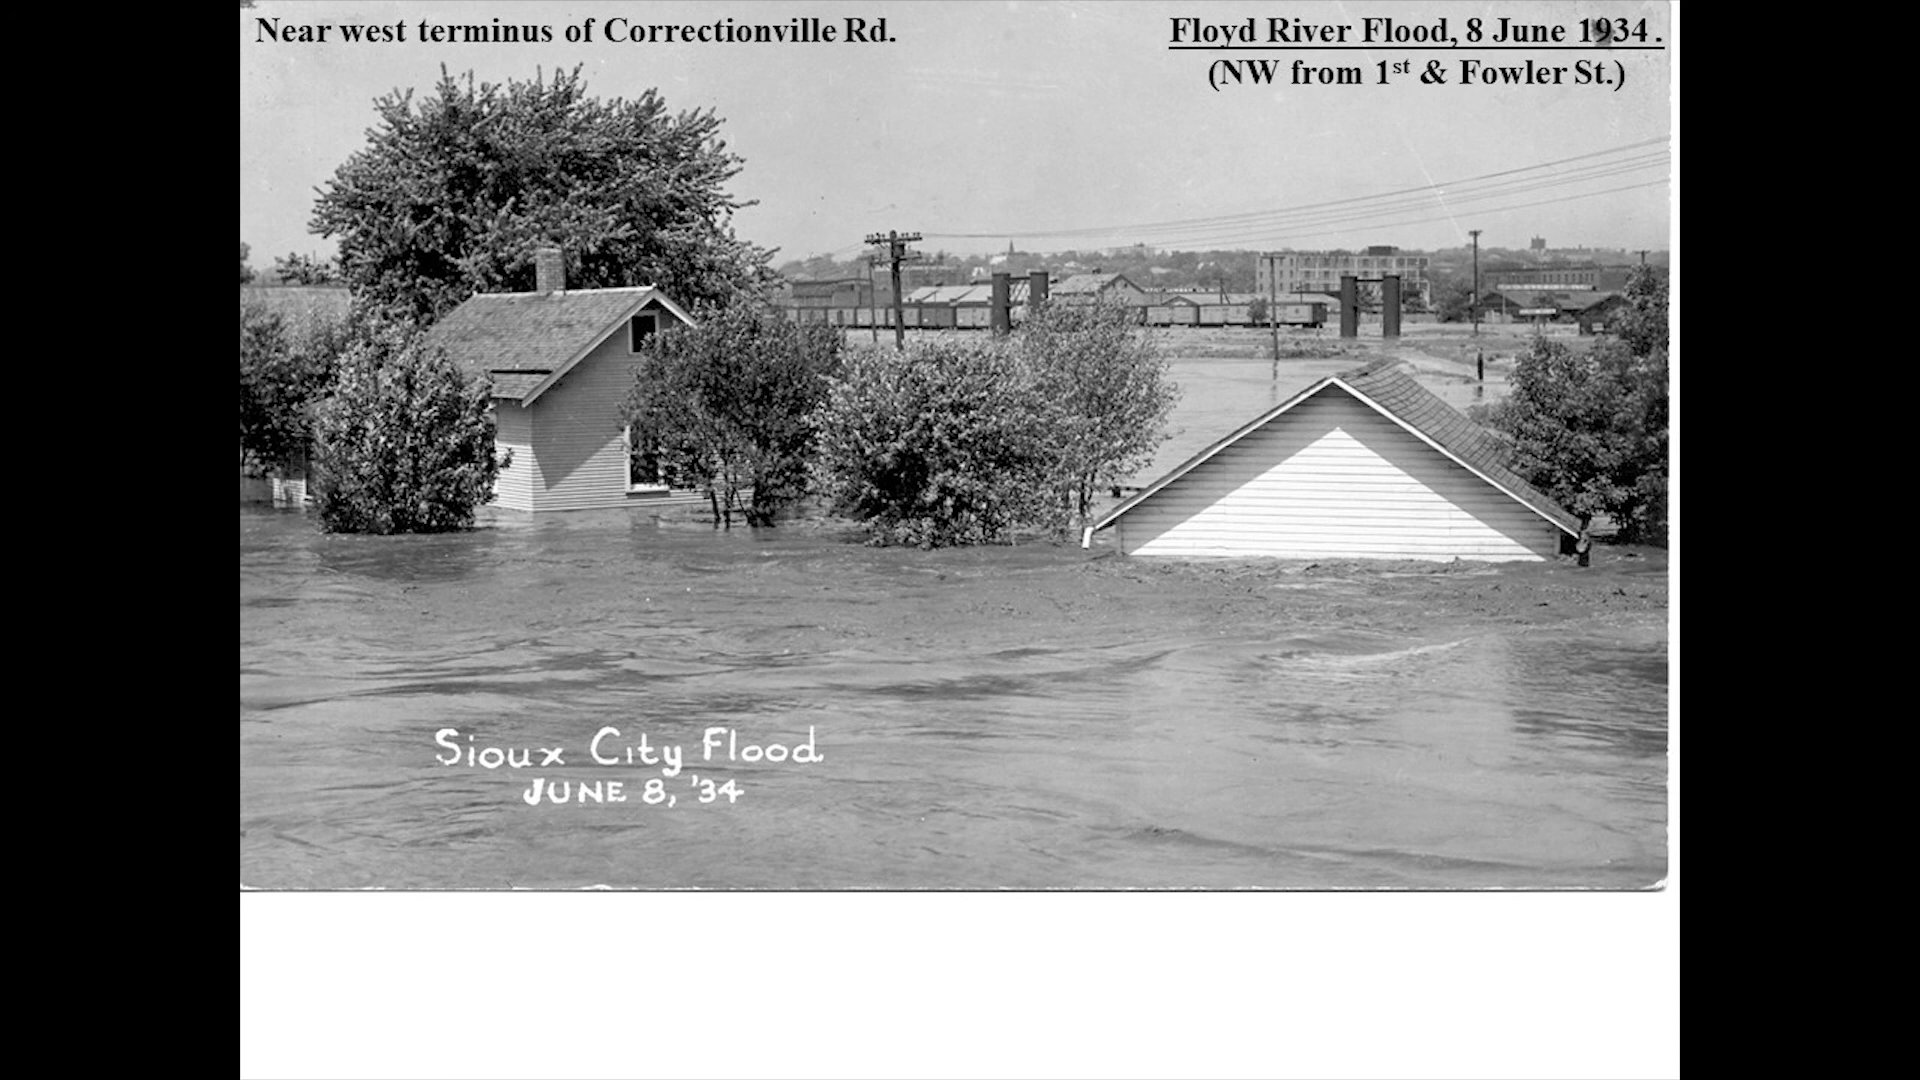 Near west terminus of Correctionville Rd.
Floyd River Flood, 8 June 1934.
(NW from 1st & Fowler St.)
Sioux City Flood
JUNE 8, '34